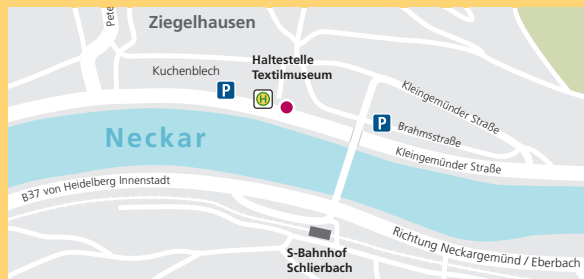 Ziegelhausen
Pete
Haltestelle
Textilmuseum
Kuchenblech
P
H
Kleingemünder Straße
P
Brahmsstraße
Neckar
Kleingemünder Straße
B37 von Heidelberg Innenstadt
Richtung Neckargemünd / Eberbach
S-Bahnhof
Schlierbach